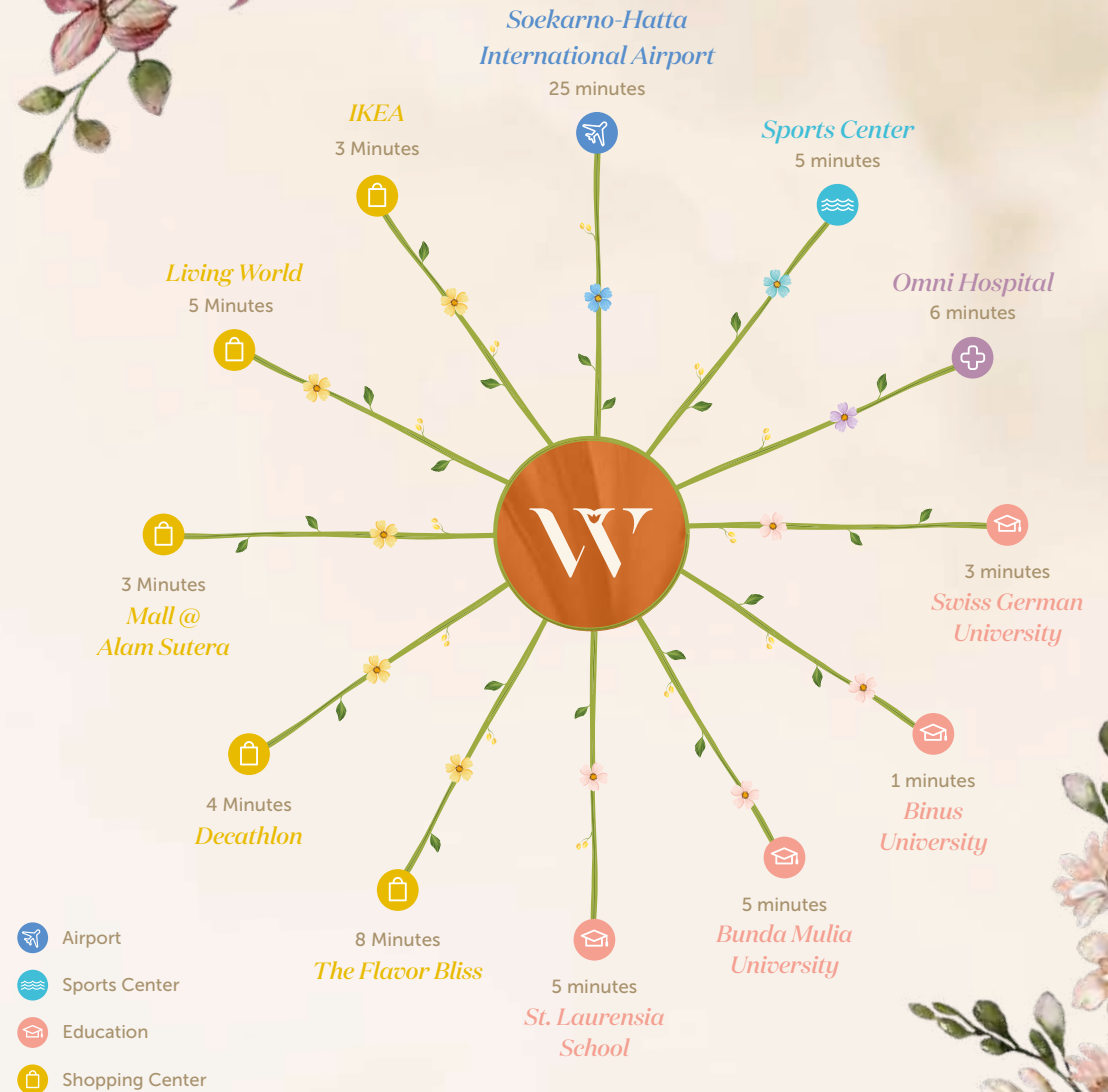 Soekarno-Hatta
International Airport
25 minutes
IKEA
3 Minutes
Sports Center
5 minutes
Living World
5 Minutes
Omni Hospital
6 minutes
W
3 Minutes
Mall @
Alam Sutera
3 minutes
Swiss German
University
4 Minutes
Decathlon
1 minutes
Binus
University
8 Minutes
The Flavor Bliss
5 minutes
Bunda Mulia
University
5 minutes
St. Laurensia
School
Airport
Sports Center
Education
Shopping Center